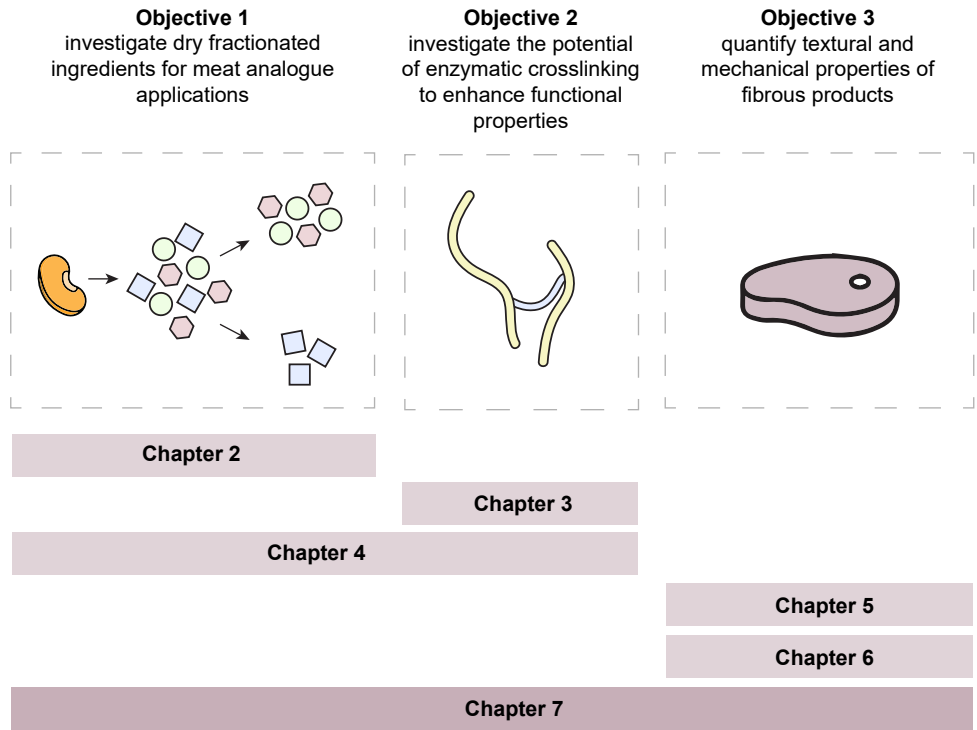 Objective 1
investigate dry fractionated
ingredients for meat analogue
applications
Objective 2
investigate the potential
of enzymatic crosslinking
to enhance functional
properties
Objective 3
quantify textural and
mechanical properties of
fibrous products
Chapter 2
Chapter 3
Chapter 4
Chapter 5
Chapter 6
Chapter 7